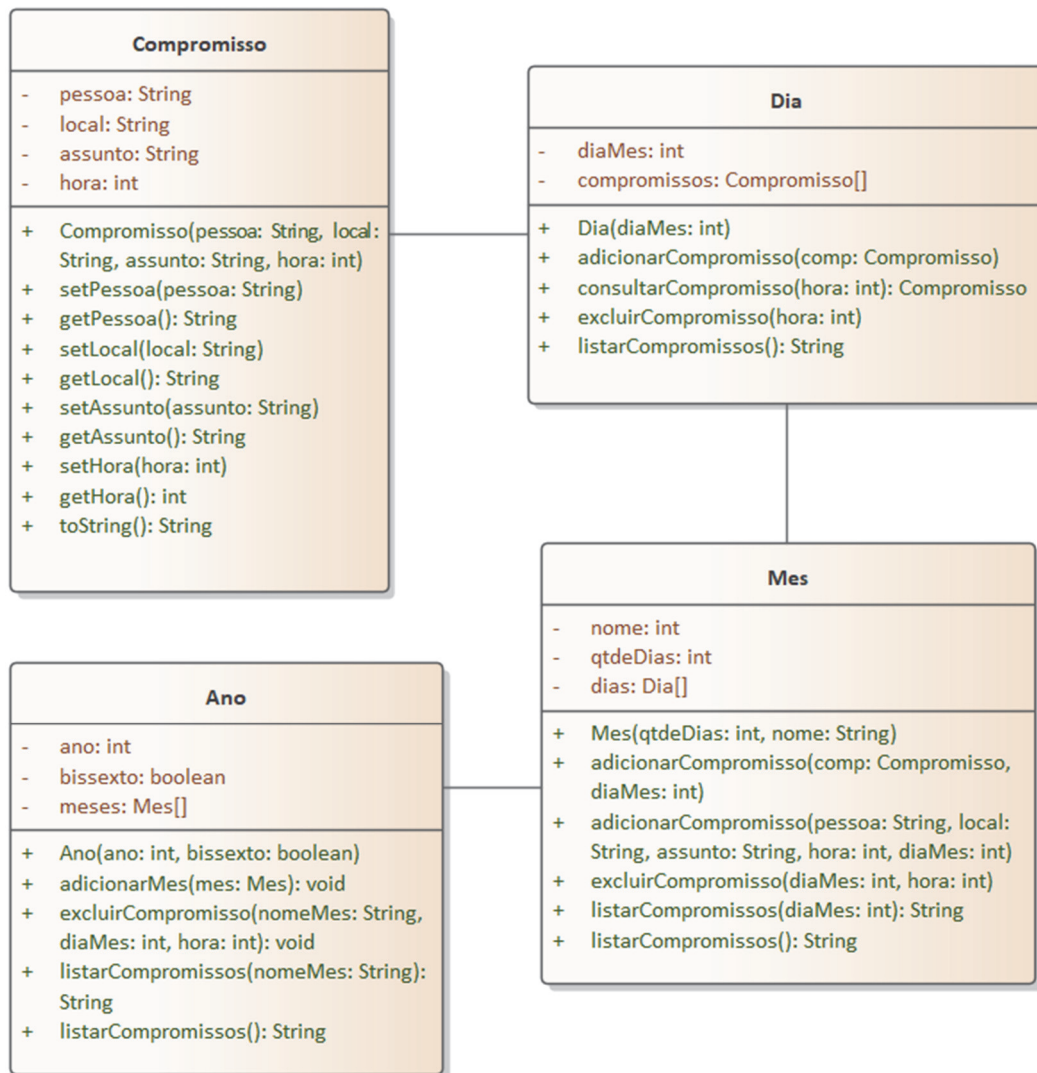 Compromisso
- pessoa: String
- local: String
- assunto: String
- hora: int
+ Compromisso(pessoa: String, local:
String, assunto: String, hora: int)
+ setPessoa(pessoa: String)
+ getPessoa(): String
+ setLocal(local: String)
+ getLocal(): String
+ setAssunto(assunto: String)
+ getAssunto(): String
+ setHora(hora: int)
+ getHora(): int
+ toString(): String
Dia
- diaMes: int
- compromissos: Compromisso[]
+ Dia(diaMes: int)
+ adicionarCompromisso(comp: Compromisso)
+ consultarCompromisso(hora: int): Compromisso
+ excluirCompromisso(hora: int)
+ listarCompromissos(): String
Mes
- nome: int
- qtdeDias: int
- dias: Dia[]
+ Mes(qtdeDias: int, nome: String)
+ adicionarCompromisso(comp: Compromisso,
diaMes: int)
+ adicionarCompromisso(pessoa: String, local:
String, assunto: String, hora: int, diaMes: int)
+ excluirCompromisso(diaMes: int, hora: int)
+ listarCompromissos(diaMes: int): String
+ listarCompromissos(): String
Ano
- ano: int
- bissexto: boolean
- meses: Mes[]
+ Ano(ano: int, bissexto: boolean)
+ adicionarMes(mes: Mes): void
+ excluirCompromisso(nomeMes: String,
diaMes: int, hora: int): void
+ listarCompromissos(nomeMes: String):
String
+ listarCompromissos(): String